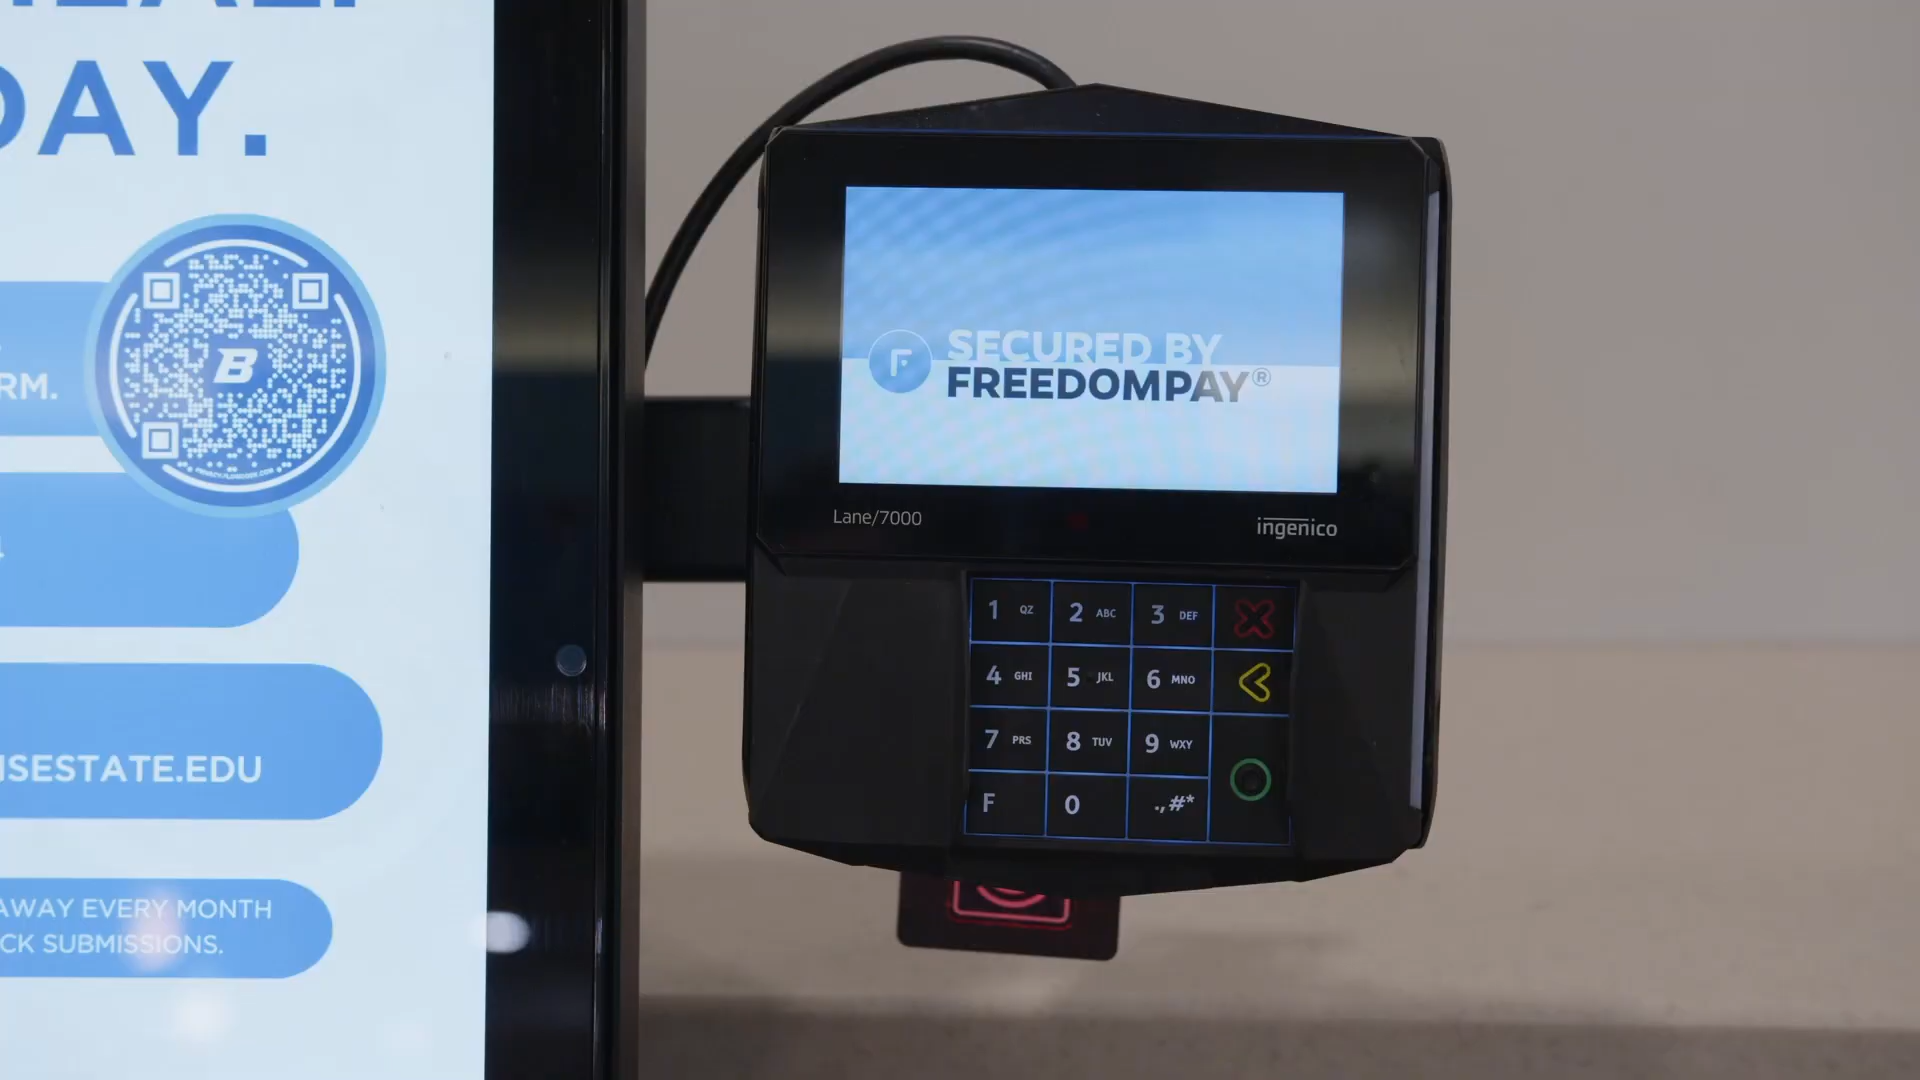 DAY.
RM.
B
ISESTATE.EDU
AWAY EVERY MONTH
CK SUBMISSIONS.
F
SECURED BY
FREEDOMPAY®
Lane/7000
ingenico
1 QZ 2 ABC 3 DEF
4 GHI 5 JKL 6 MNO
7 PRS 8 TUV 9 WXY
F 0 .,#*